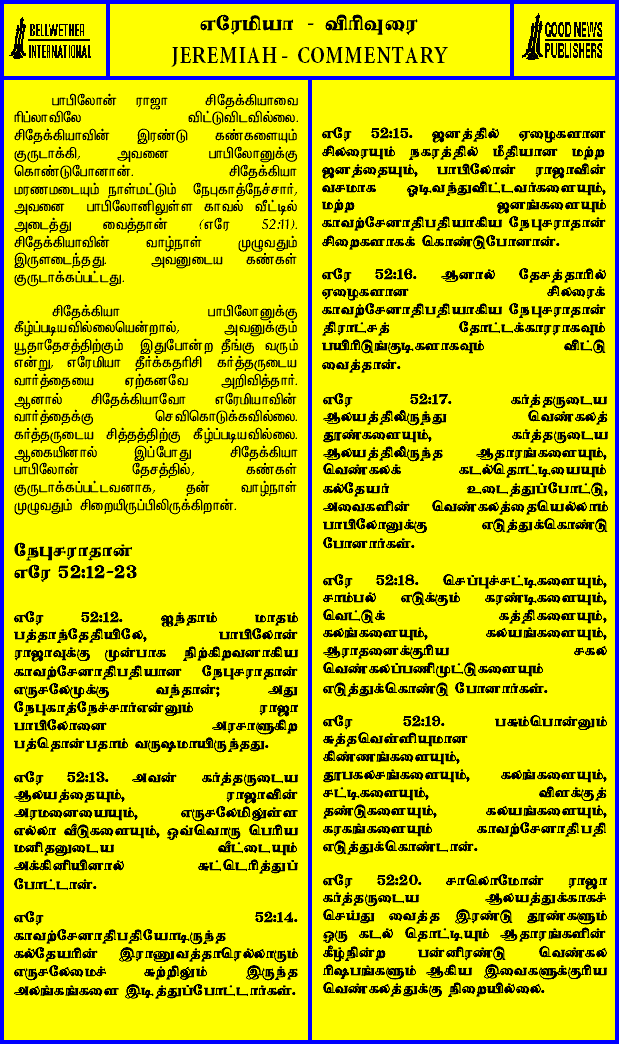 BELLWETHER
INTERNATIONAL
எரேமியா - விரிவுரை
JEREMIAH - COMMENTARY
GOOD NEWS
PUBLISHERS
பாபிலோன் ராஜா சிதேக்கியாவை
ரிப்லாவிலே விட்டுவிடவில்லை.
சிதேக்கியாவின் இரண்டு கண்களையும்
குருடாக்கி, அவனை பாபிலோனுக்கு
கொண்டுபோனான். சிதேக்கியா
மரணமடையும் நாள்மட்டும் நேபுகாத்நேச்சார்,
அவனை பாபிலோனிலுள்ள காவல் வீட்டில்
அடைத்து வைத்தான் (எரே 52:11).
சிதேக்கியாவின் வாழ்நாள் முழுவதும்
இருளடைந்தது. அவனுடைய கண்கள்
குருடாக்கப்பட்டது.
சிதேக்கியா பாபிலோனுக்கு
கீழ்ப்படியவில்லையென்றால், அவனுக்கும்
யூதாதேசத்திற்கும் இதுபோன்ற தீங்கு வரும்
என்று, எரேமியா தீர்க்கதரிசி கர்த்தருடைய
வார்த்தையை ஏற்கனவே அறிவித்தார்.
ஆனால் சிதேக்கியாவோ எரேமியாவின்
வார்த்தைக்கு செவிகொடுக்கவில்லை.
கர்த்தருடைய சித்தத்திற்கு கீழ்ப்படியவில்லை.
ஆகையினால் இப்போது சிதேக்கியா
பாபிலோன் தேசத்தில், கண்கள்
குருடாக்கப்பட்டவனாக, தன் வாழ்நாள்
முழுவதும் சிறையிருப்பிலிருக்கிறான்.
நேபுசராதான்
எரே 52:12-23
எரே 52:12. ஐந்தாம் மாதம்
பத்தாந்தேதியிலே, பாபிலோன்
ராஜாவுக்கு முன்பாக நிற்கிறவனாகிய
காவற்சேனாதிபதியான நேபுசராதான்
எருசலேமுக்கு வந்தான்; அது
நேபுகாத்நேச்சார்என்னும் ராஜா
பாபிலோனை அரசாளுகிற
பத்தொன்பதாம் வருஷமாயிருந்தது.
எரே 52:13. அவன் கர்த்தருடைய
ஆலயத்தையும், ராஜாவின்
அரமனையையும், எருசலேமிலுள்ள
எல்லா வீடுகளையும், ஒவ்வொரு பெரிய
மனிதனுடைய வீட்டையும்
அக்கினியினால் சுட்டெரித்துப்
போட்டான்.
எரே 52:14.
காவற்சேனாதிபதியோடிருந்த
கல்தேயரின் இராணுவத்தாரெல்லாரும்
எருசலேமைச் சுற்றிலும் இருந்த
அலங்கங்களை இடித்துப்போட்டார்கள்.
எரே 52:15. ஜனத்தில் ஏழைகளான
சிலரையும் நகரத்தில் மீதியான மற்ற
ஜனத்தையும், பாபிலோன் ராஜாவின்
வசமாக ஓடிவந்துவிட்டவர்களையும்,
மற்ற ஜனங்களையும்
காவற்சேனாதிபதியாகிய நேபுசராதான்
சிறைகளாகக் கொண்டுபோனான்.
எரே 52:16. ஆனால் தேசத்தாரில்
ஏழைகளான சிலரைக்
காவற்சேனாதிபதியாகிய நேபுசராதான்
திராட்சத் தோட்டக்காரராகவும்
பயிரிடுங்குடிகளாகவும் விட்டு
வைத்தான்.
எரே 52:17. கர்த்தருடைய
ஆலயத்திலிருந்து வெண்கலத்
தூண்களையும், கர்த்தருடைய
ஆலயத்திலிருந்த ஆதாரங்களையும்,
வெண்கலக் கடல்தொட்டியையும்
கல்தேயர் உடைத்துப்போட்டு,
அவைகளின் வெண்கலத்தையெல்லாம்
பாபிலோனுக்கு எடுத்துக்கொண்டு
போனார்கள்.
எரே 52:18. செப்புச்சட்டிகளையும்,
சாம்பல் எடுக்கும் கரண்டிகளையும்,
வெட்டுக் கத்திகளையும்,
கலங்களையும், கலயங்களையும்,
ஆராதனைக்குரிய சகல
வெண்கலப்பணிமுட்டுகளையும்
எடுத்துக்கொண்டு போனார்கள்.
எரே 52:19. பசும்பொன்னும்
சுத்தவெள்ளியுமான
கிண்ணங்களையும்,
தூபகலசங்களையும், கலங்களையும்,
சட்டிகளையும், விளக்குத்
தண்டுகளையும், கலயங்களையும்,
கரகங்களையும் காவற்சேனாதிபதி
எடுத்துக்கொண்டான்.
எரே 52:20. சாலொமோன் ராஜா
கர்த்தருடைய ஆலயத்துக்காகச்
செய்து வைத்த இரண்டு தூண்களும்
ஒரு கடல் தொட்டியும் ஆதாரங்களின்
கீழ்நின்ற பன்னிரண்டு வெண்கல
ரிஷபங்களும் ஆகிய இவைகளுக்குரிய
வெண்கலத்துக்கு நிறையில்லை.